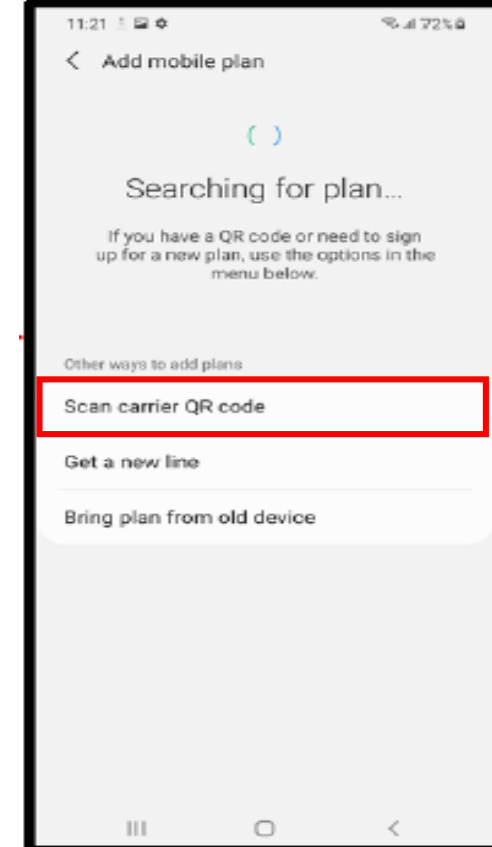 11:21 72%
Add mobile plan
Searching for plan...
If you have a QR code or need to sign
up for a new plan, use the options in the
menu below.
Other ways to add plans
Scan carrier QR code
Get a new line
Bring plan from old device